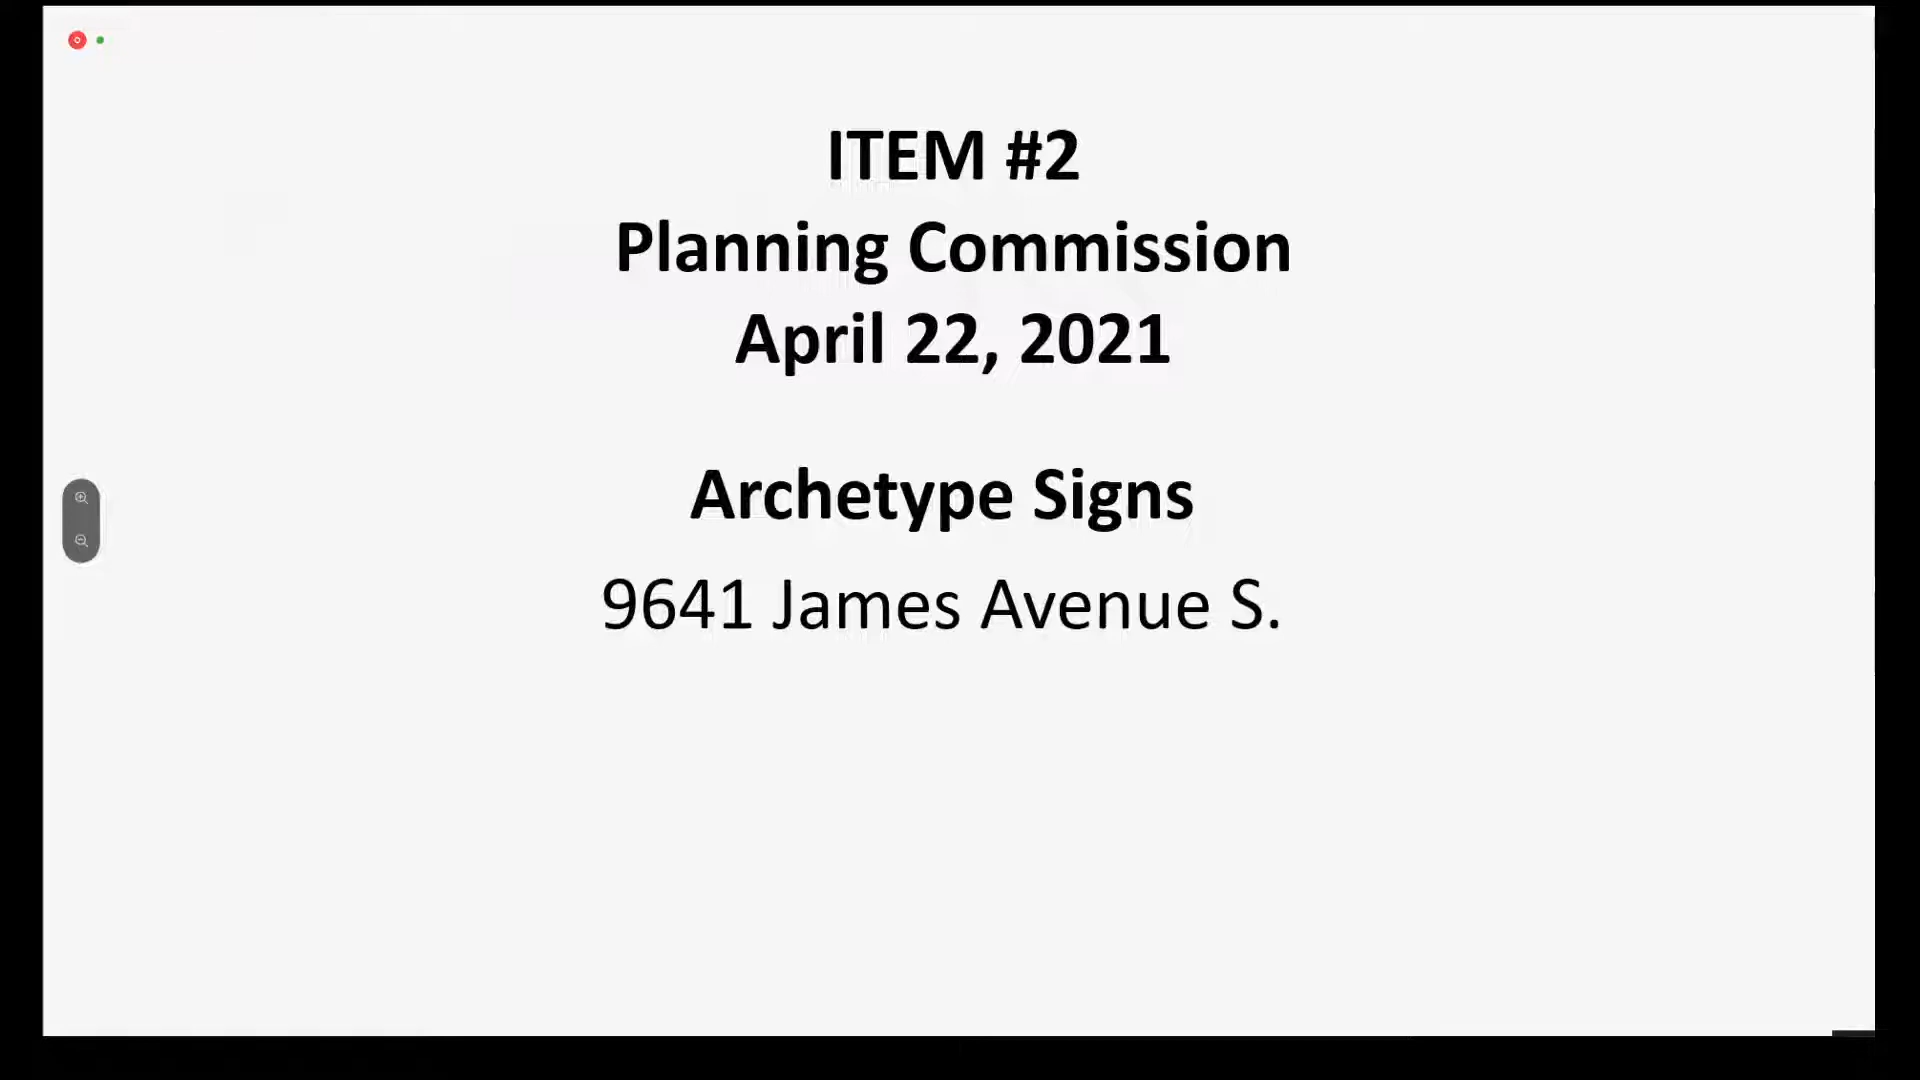 ITEM #2
Planning Commission
April 22, 2021
Archetype Signs
9641 James Avenue S.